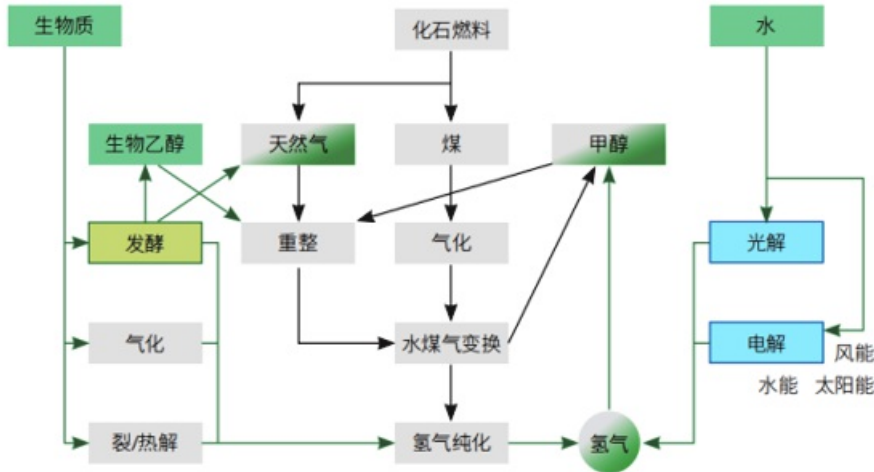 生物质
化石燃料
水
生物乙醇
天然气
煤
甲醇
发酵
重整
气化
光解
气化
水煤气变换
电解
风能
水能 太阳能
裂/热解
氢气纯化
氢气